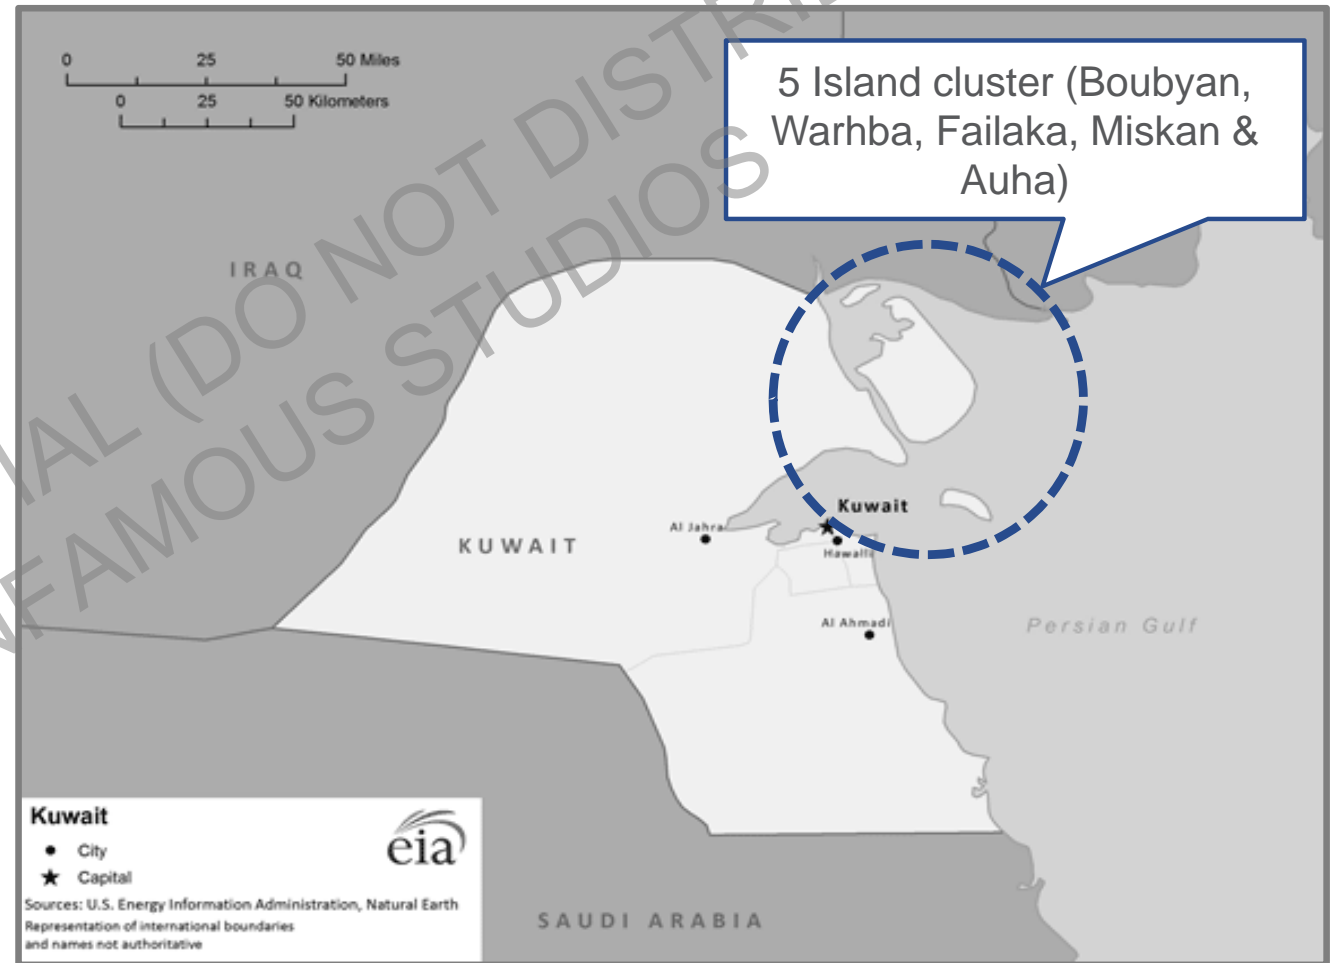 0 25 50 Miles
0 25 50 Kilometers
5 Island cluster (Boubyan,
Warhba, Failaka, Miskan &
Auha)
IRAQ
KUWAIT
Al Jahra
Kuwait
Hawalli
Al Ahmadi
Persian Gulf
SAUDI ARABIA
Kuwait
City
Capital
eia
Sources: U.S. Energy Information Administration, Natural Earth
Representation of international boundaries
and names not authoritative
(DO NOT
STUDIOS